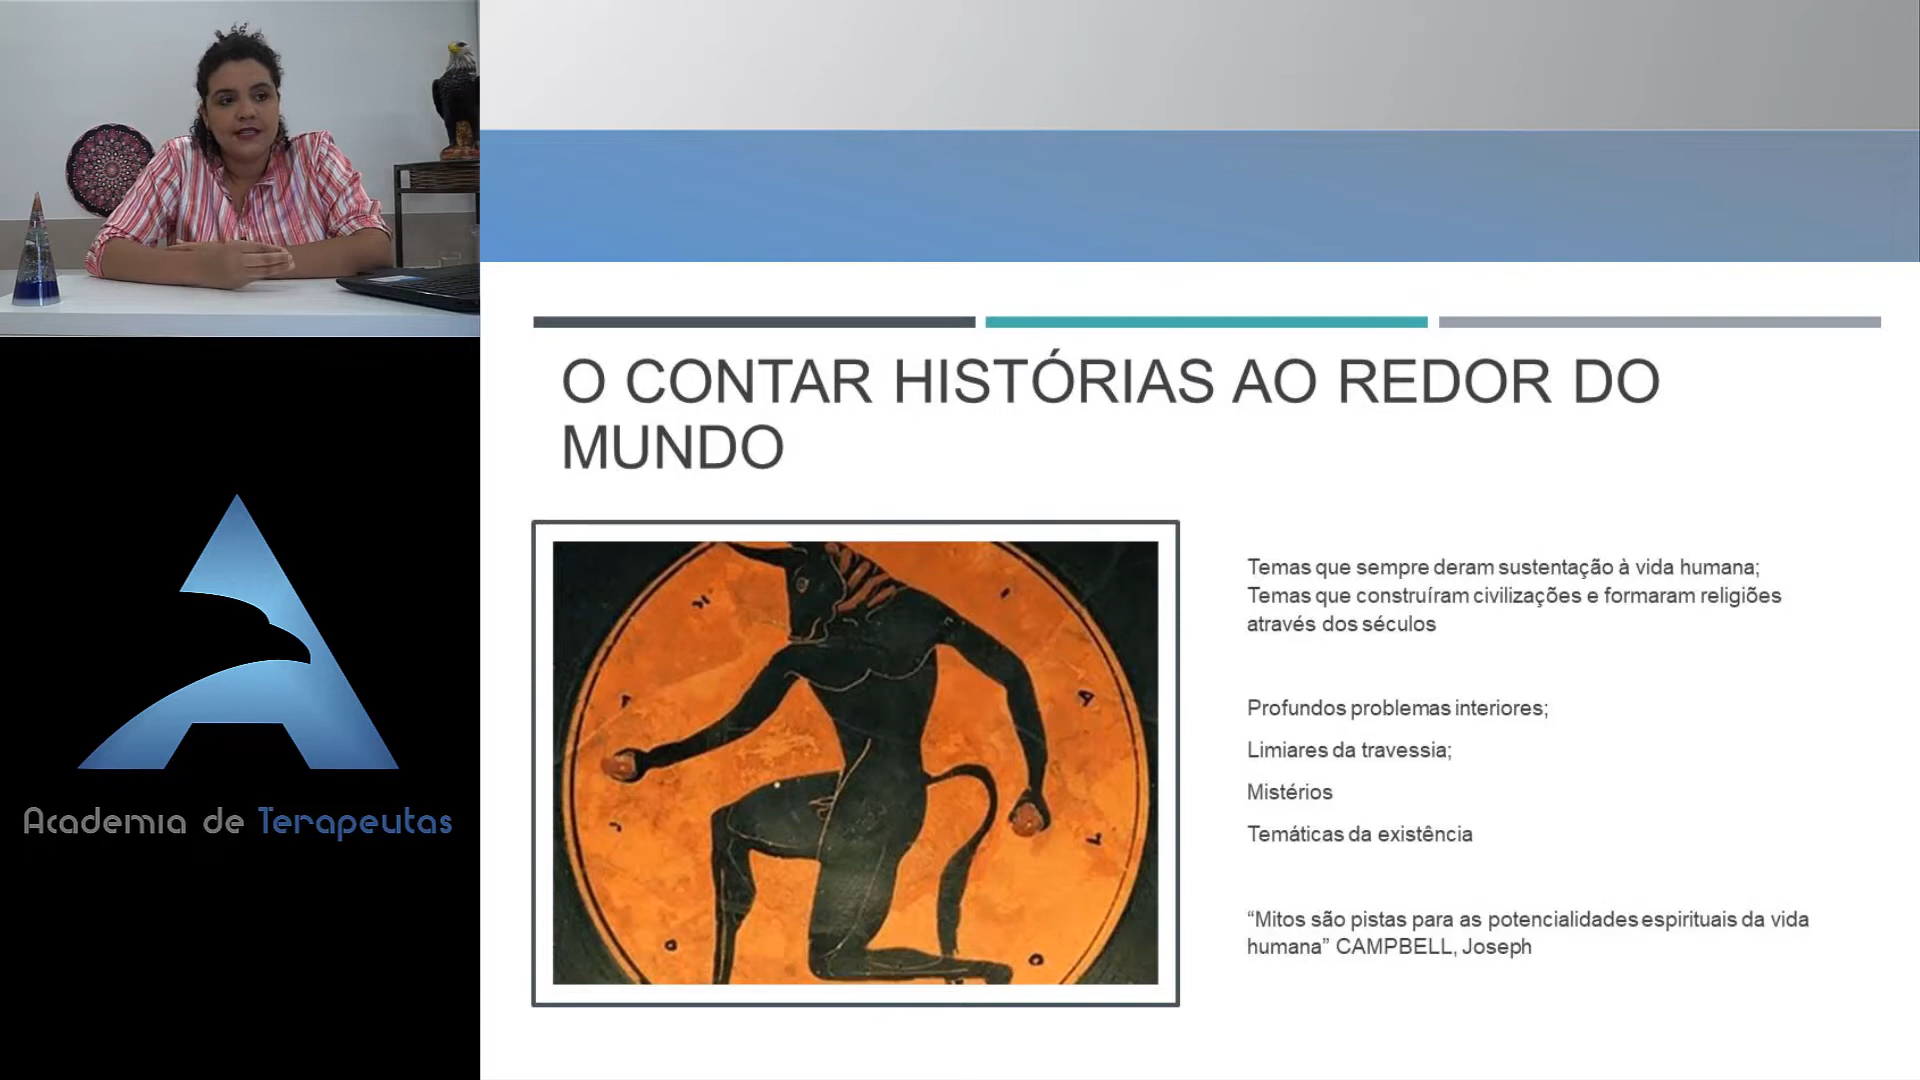 O CONTAR HISTÓRIAS AO REDOR DO
MUNDO
Temas que sempre deram sustentação à vida humana;
Temas que construíram civilizações e formaram religiões
através dos séculos
Profundos problemas interiores;
Limiares da travessia;
Mistérios
Temáticas da existência
“Mitos são pistas para as potencialidades espirituais da vida
humana” CAMPBELL, Joseph
Academia de Terapeutas